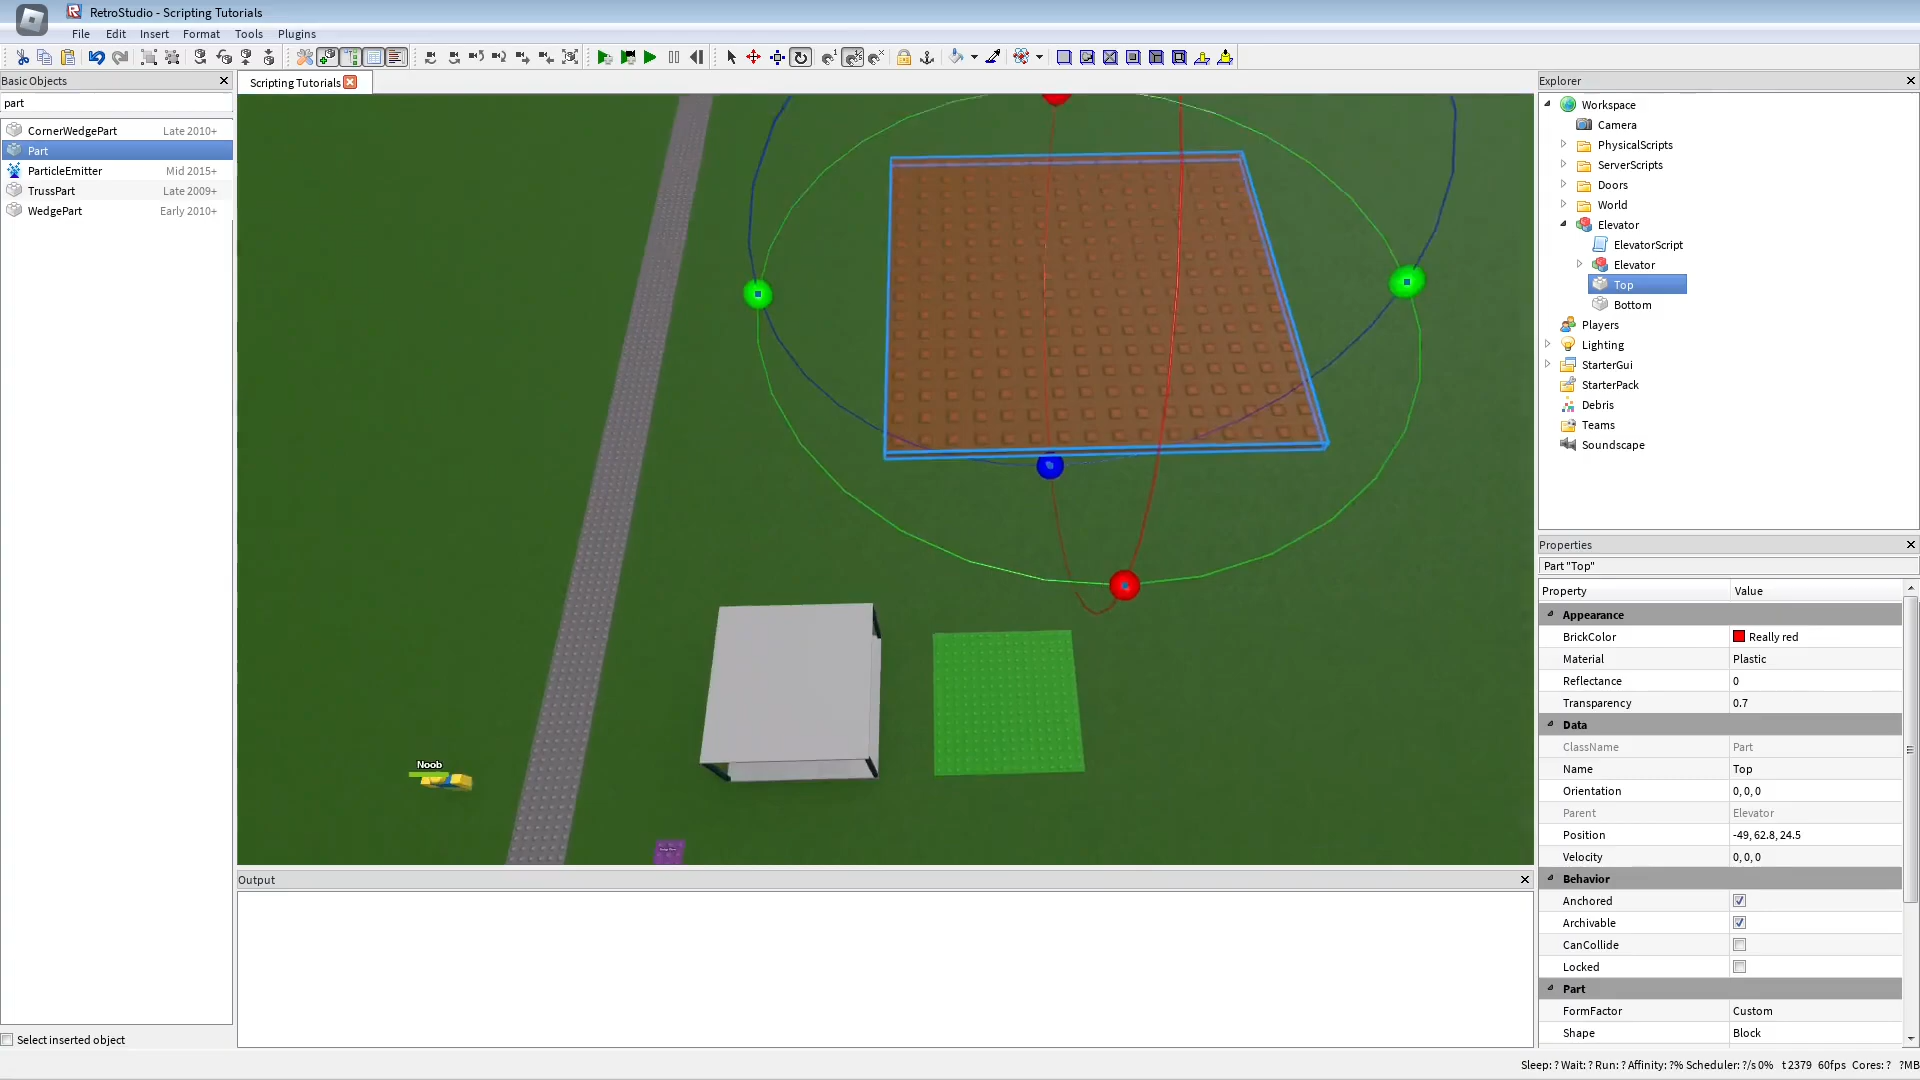 RetroStudio - Scripting Tutorials
File Edit Insert Format Tools Plugins
Basic Objects
part
CornerWedgePart Late 2010+
Part
ParticleEmitter Mid 2015+
TrussPart Late 2009+
WedgePart Early 2010+
Select inserted object
Scripting Tutorials
Noob
Output
Explorer
Workspace
Camera
PhysicalScripts
ServerScripts
Doors
World
Elevator
ElevatorScript
Elevator
Top
Bottom
Players
Lighting
StarterGui
StarterPack
Debris
Teams
Soundscape
Properties
Part "Top"
Property Value
Appearance
BrickColor Really red
Material Plastic
Reflectance 0
Transparency 0.7
Data
ClassName Part
Name Top
Orientation 0, 0, 0
Parent Elevator
Position -49, 62.8, 24.5
Velocity 0, 0, 0
Behavior
Anchored
Archivable
CanCollide
Locked
Part
FormFactor Custom
Shape Block
Sleep: ? Wait: ? Run: ? Affinity: ?% Scheduler: ?/s 0% t 2379 60fps Cores: ? ?MB